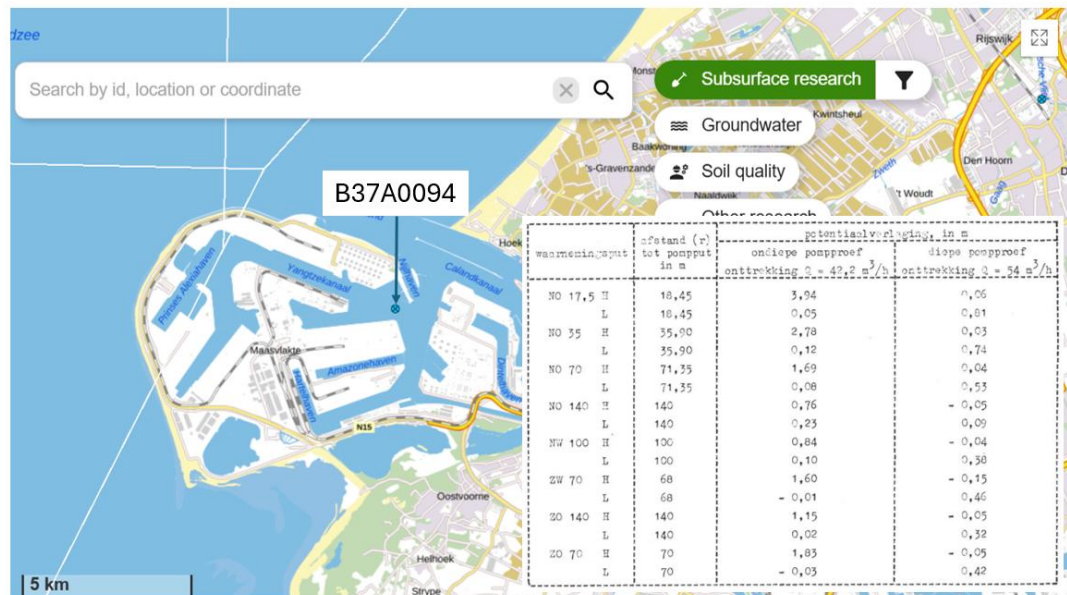 dzee
Rijswijk
Search by id, location or coordinate
Subsurface research
Kwintsheul
Groundwater
's-Gravenzande
Zweth
Den Hoorn
Soil quality
Naaldwijk
't Woudt
Gaag
B37A0094
Other research
Hoek
Prinses Alexiahaven
Yangtzekanaal
Nijlhaven
Calandkanaal
Maasvlakte
Amazonehaven
Hartelhaven
N15
Oostvoorne
Helhoek
Strype
5 km
waarnemingsput afstand (r) tot pompput in m potentiaalverlaging, in m
ondiepe pompproef onttrekking Q = 42,2 m³/h diepe pompproef onttrekking Q = 54 m³/h
NO 17,5 H 18,45 3,94 0,06
L 18,45 0,05 0,81
NO 35 H 35,90 2,78 0,03
L 35,90 0,12 0,74
NO 70 H 71,35 1,69 0,04
L 71,35 0,08 0,53
NO 140 H 140 0,76 - 0,05
L 140 0,23 0,09
NW 100 H 100 0,84 - 0,04
L 100 0,10 0,38
ZW 70 H 68 1,60 - 0,15
L 68 - 0,01 0,46
ZO 140 H 140 1,15 - 0,05
L 140 0,02 0,32
ZO 70 H 70 1,83 - 0,05
L 70 - 0,03 0,42